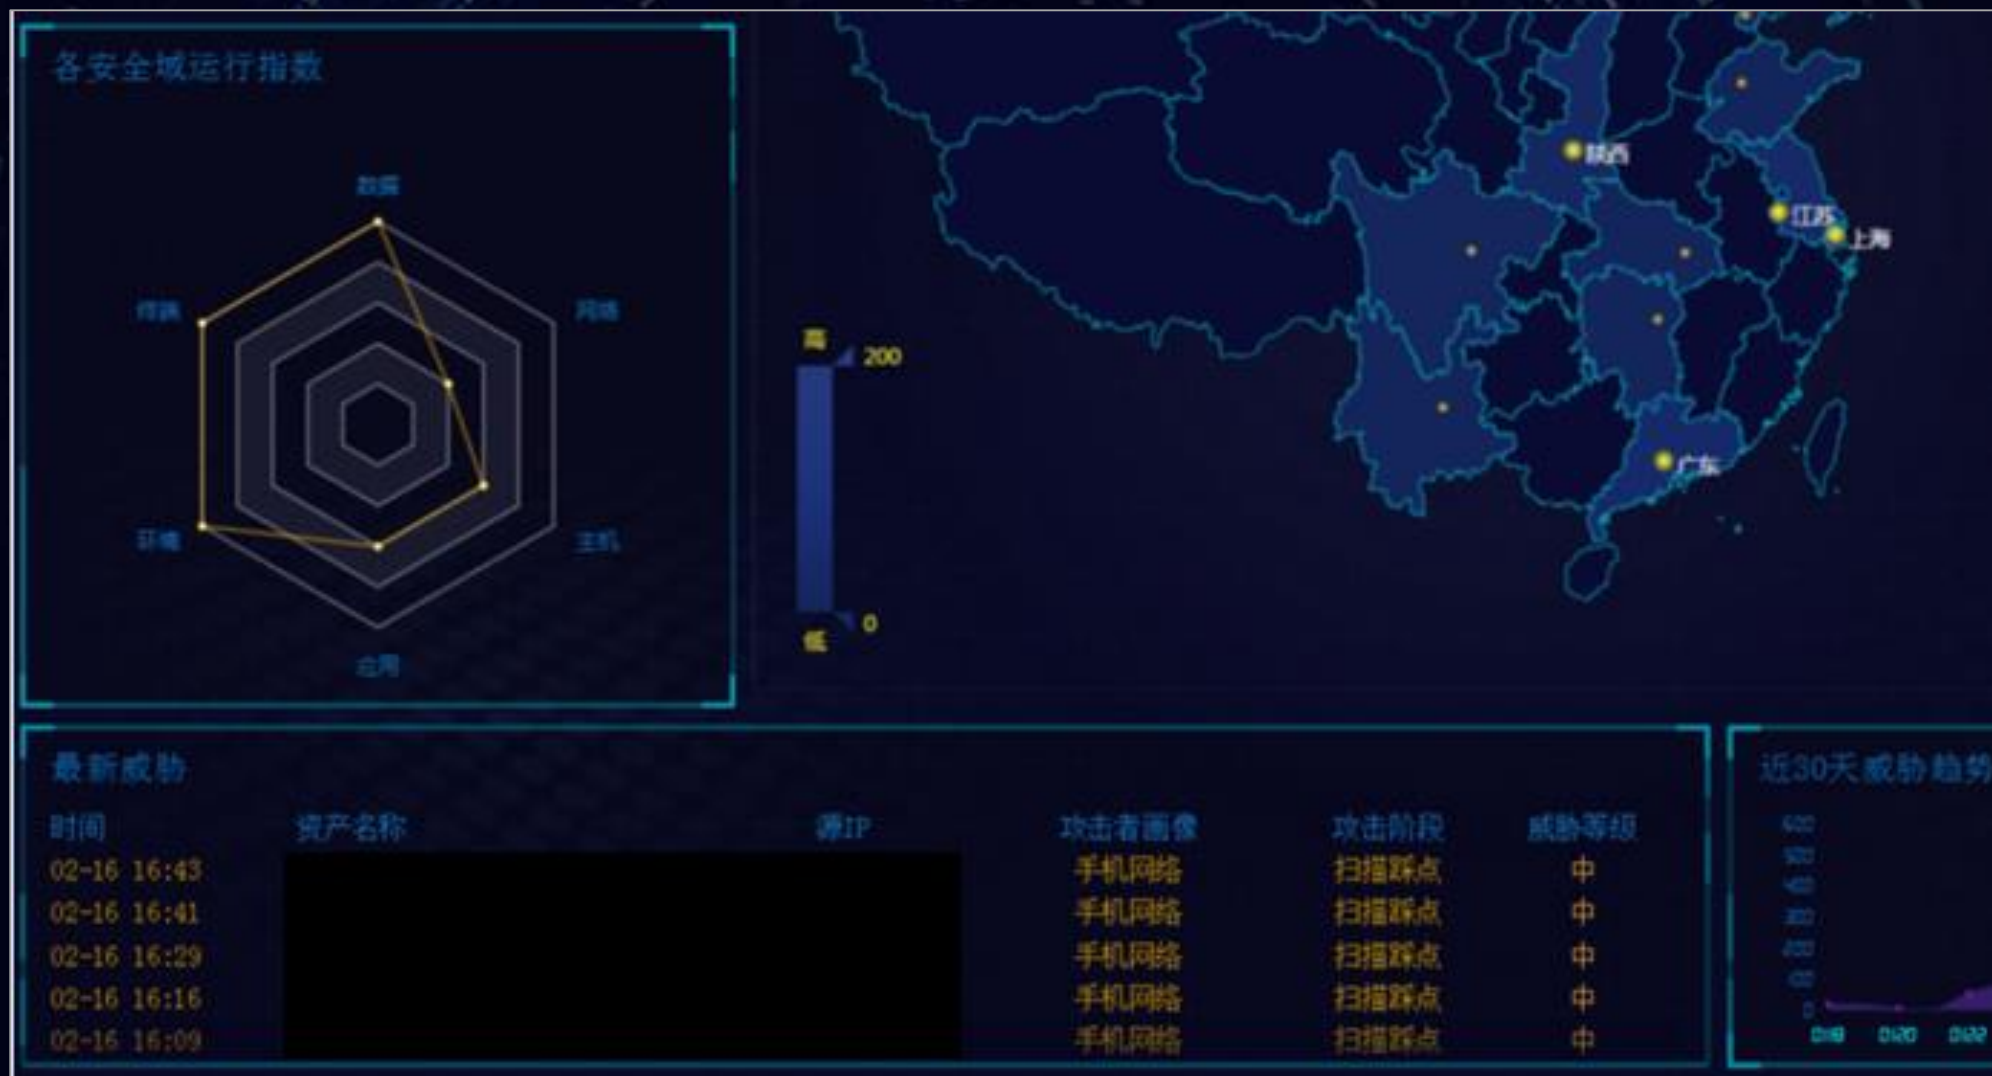 各安全域运行指数
数据
网络
环境
主机
应用
陕西
江苏
上海
广东
高
200
0
低
最新威胁
时间 资产名称 源IP 攻击者画像 攻击阶段 威胁等级
02-16 16:43 手机网络 扫描踩点 中
02-16 16:41 手机网络 扫描踩点 中
02-16 16:29 手机网络 扫描踩点 中
02-16 16:16 手机网络 扫描踩点 中
02-16 16:09 手机网络 扫描踩点 中
近30天威胁趋势
600
500
400
300
200
0